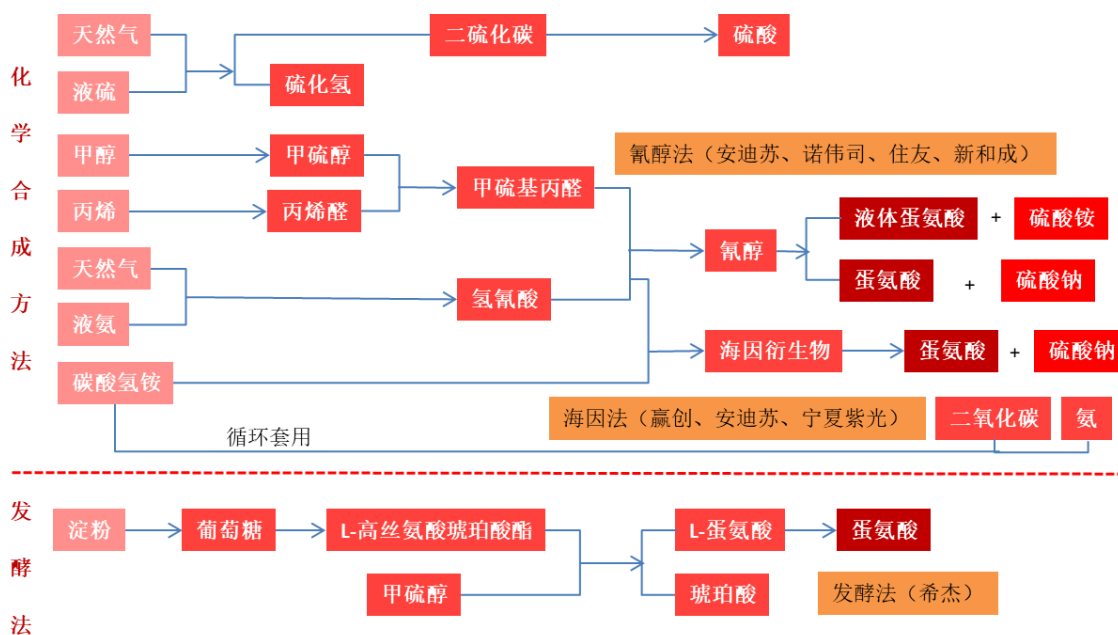 化学合成方法
天然气
二硫化碳
硫酸
液硫
硫化氢
甲醇
甲硫醇
氰醇法（安迪苏、诺伟司、住友、新和成）
甲硫基丙醛
丙烯
丙烯醛
液体蛋氨酸 + 硫酸铵
氰醇
天然气
蛋氨酸 + 硫酸钠
氢氰酸
液氨
海因衍生物
蛋氨酸 + 硫酸钠
碳酸氢铵
海因法（赢创、安迪苏、宁夏紫光）
二氧化碳
氨
循环套用
发酵法
淀粉
葡萄糖
L-高丝氨酸琥珀酸酯
L-蛋氨酸
蛋氨酸
甲硫醇
琥珀酸
发酵法（希杰）